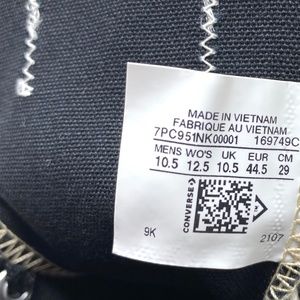 MADE IN VIETNAM
FABRIQUE AU VIETNAM
7PC951NK00001 169749C
MENS WO'S UK EUR CM
10.5 12.5 10.5 44.5 29
CONVERSE
9K 2107